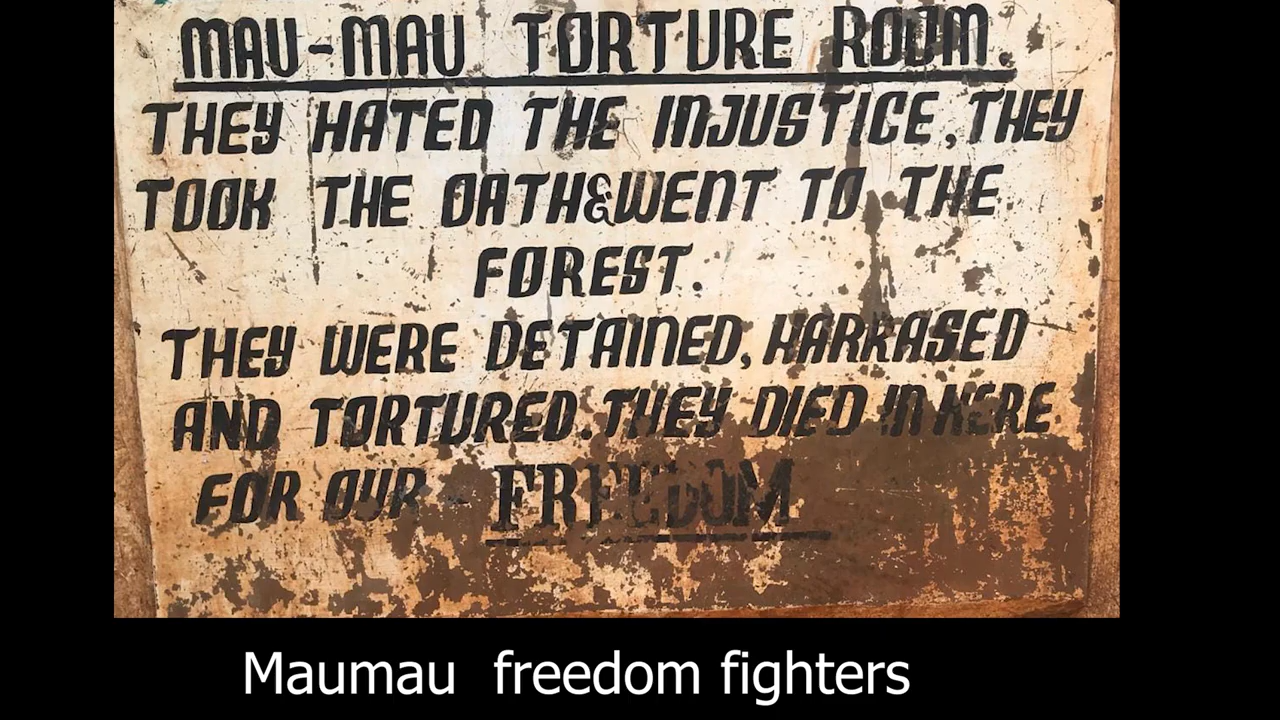 MAU-MAU TORTURE ROOM.
THEY HATED THE INJUSTICE,THEY
TOOK THE OATH&WENT TO THE
FOREST.
THEY WERE DETAINED,HARRASED
AND TORTURED.THEY DIED IN HERE
FOR OUR - FREEDOM
Maumau freedom fighters